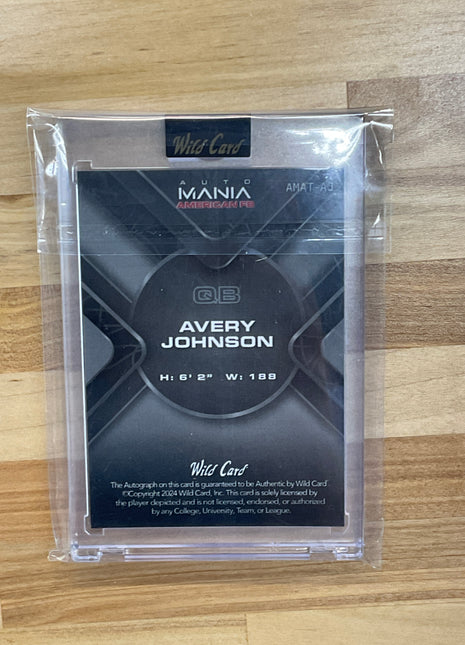 Wild Card
AUTO
MANIA
AMAT-AJ
QB
AVERY
JOHNSON
H: 6' 2" W: 188
Wild Card
The Autograph on this card is guaranteed to be Authentic by Wild Card
©Copyright 2024 Wild Card, Inc. This card is solely licensed by
the player depicted and is not licensed, endorsed, or authorized
by any College, University, Team, or League.